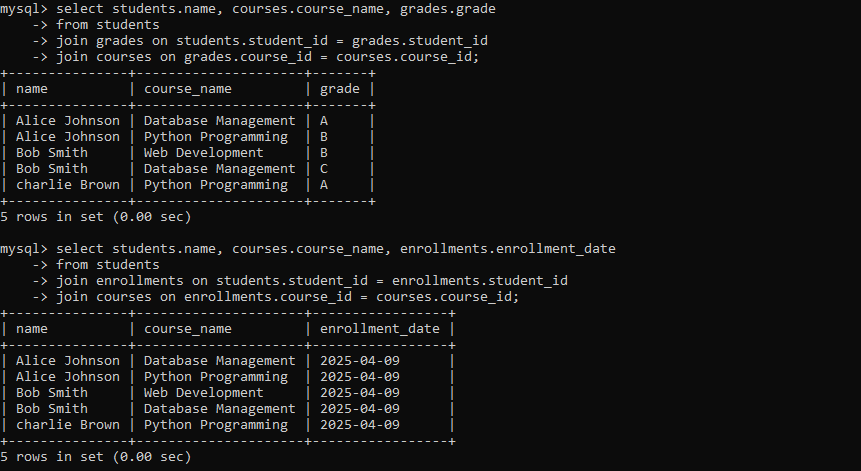 mysql> select students.name, courses.course_name, grades.grade
    -> from students
    -> join grades on students.student_id = grades.student_id
    -> join courses on grades.course_id = courses.course_id;
+---------------+---------------------+-------+
| name          | course_name         | grade |
+---------------+---------------------+-------+
| Alice Johnson | Database Management | A     |
| Alice Johnson | Python Programming  | B     |
| Bob Smith     | Web Development     | B     |
| Bob Smith     | Database Management | C     |
| charlie Brown | Python Programming  | A     |
+---------------+---------------------+-------+
5 rows in set (0.00 sec)

mysql> select students.name, courses.course_name, enrollments.enrollment_date
    -> from students
    -> join enrollments on students.student_id = enrollments.student_id
    -> join courses on enrollments.course_id = courses.course_id;
+---------------+---------------------+-----------------+
| name          | course_name         | enrollment_date |
+---------------+---------------------+-----------------+
| Alice Johnson | Database Management | 2025-04-09      |
| Alice Johnson | Python Programming  | 2025-04-09      |
| Bob Smith     | Web Development     | 2025-04-09      |
| Bob Smith     | Database Management | 2025-04-09      |
| charlie Brown | Python Programming  | 2025-04-09      |
+---------------+---------------------+-----------------+
5 rows in set (0.00 sec)